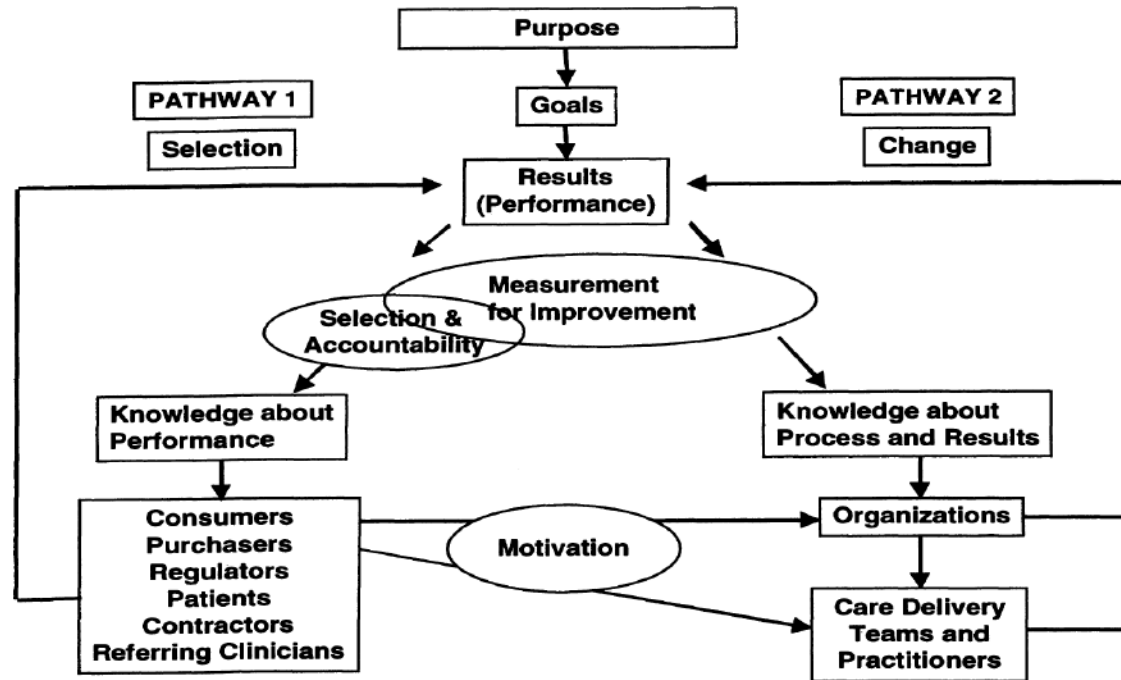 Purpose
PATHWAY 1
Goals
PATHWAY 2
Selection
Change
Results
(Performance)
Measurement
for Improvement
Selection &
Accountability
Knowledge about
Performance
Knowledge about
Process and Results
Consumers
Purchasers
Regulators
Patients
Contractors
Referring Clinicians
Motivation
Organizations
Care Delivery
Teams and
Practitioners